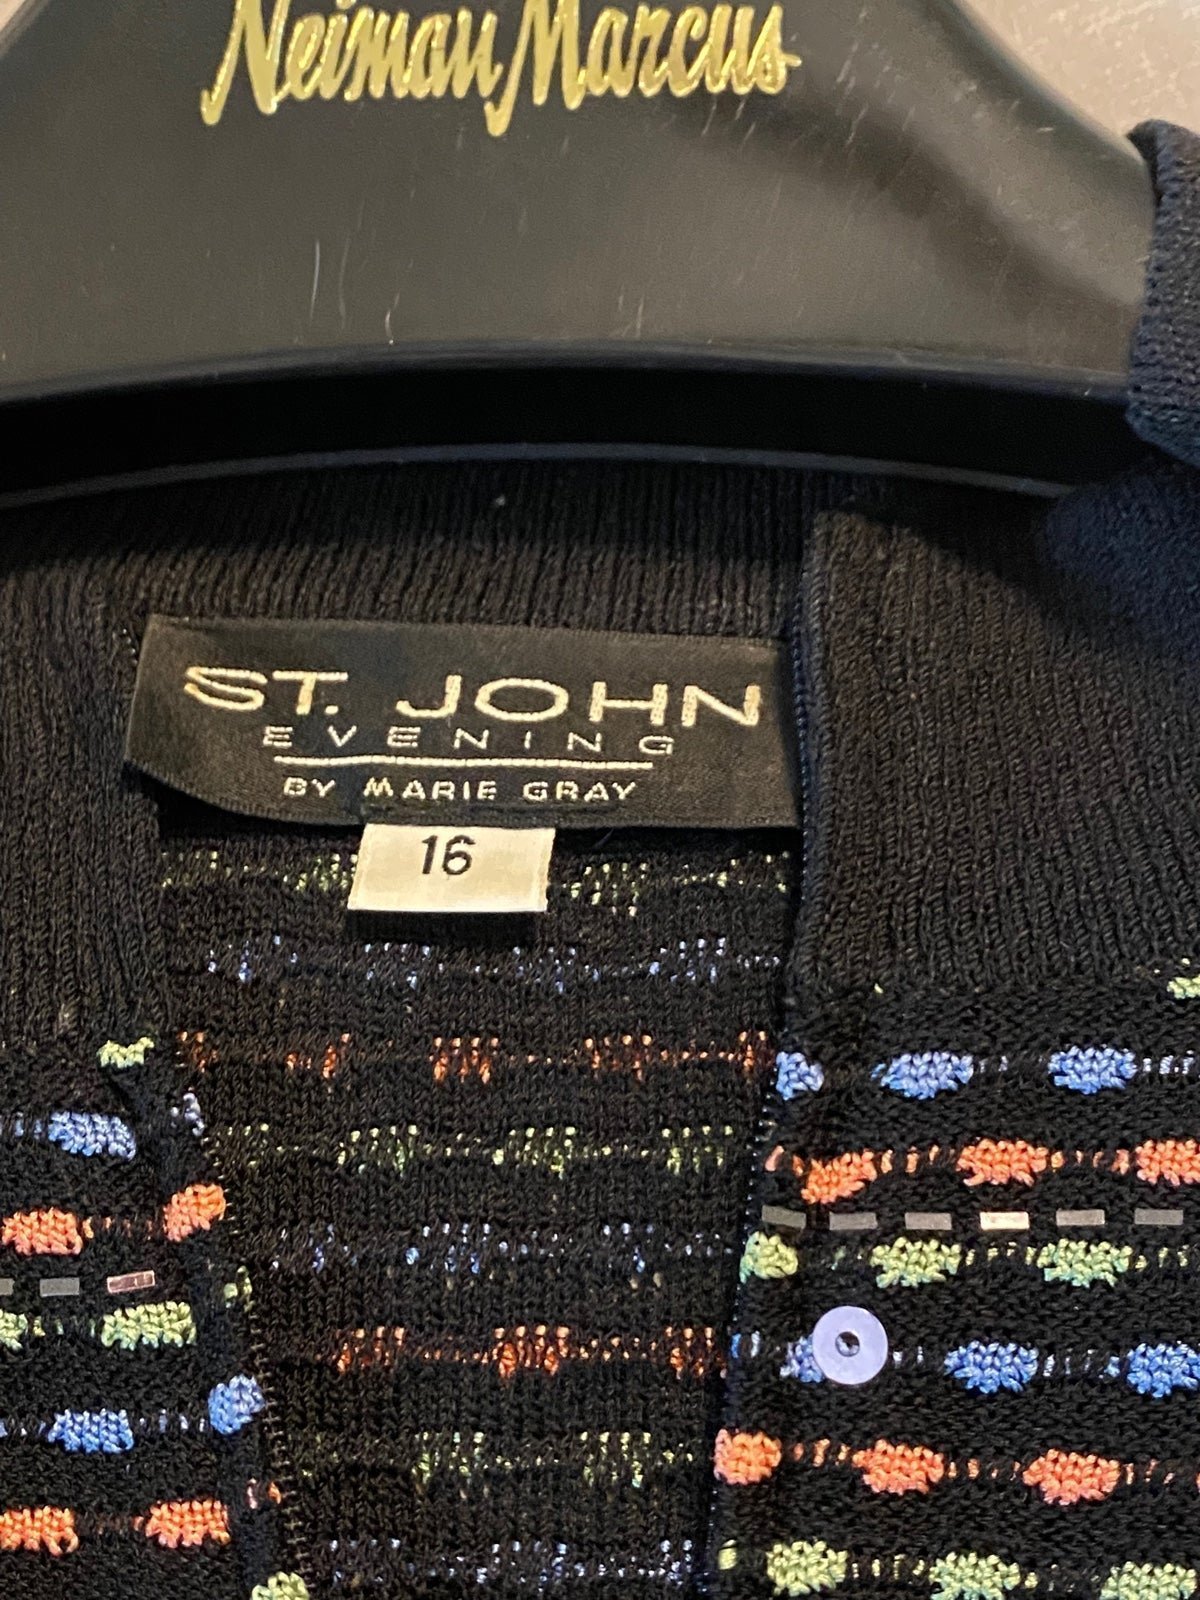 Neiman Marcus
ST. JOHN
EVENING
BY MARIE GRAY
16